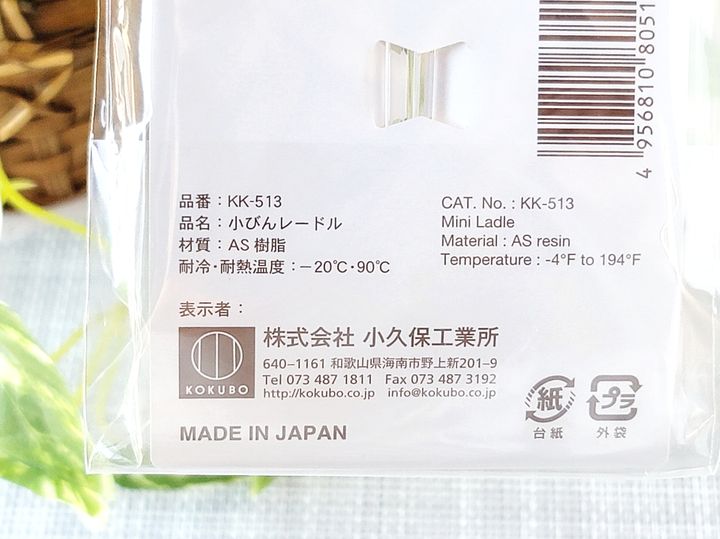 4 956810 8051
品番：KK-513
品名：小びんレードル
材質：AS 樹脂
耐冷・耐熱温度：－20℃・90℃
CAT. No. : KK-513
Mini Ladle
Material : AS resin
Temperature : -4°F to 194°F
表示者：
KOKUBO
株式会社 小久保工業所
640–1161 和歌山県海南市野上新201–9
Tel 073 487 1811 Fax 073 487 3192
http://kokubo.co.jp info@kokubo.co.jp
MADE IN JAPAN
紙
台紙
プラ
外袋